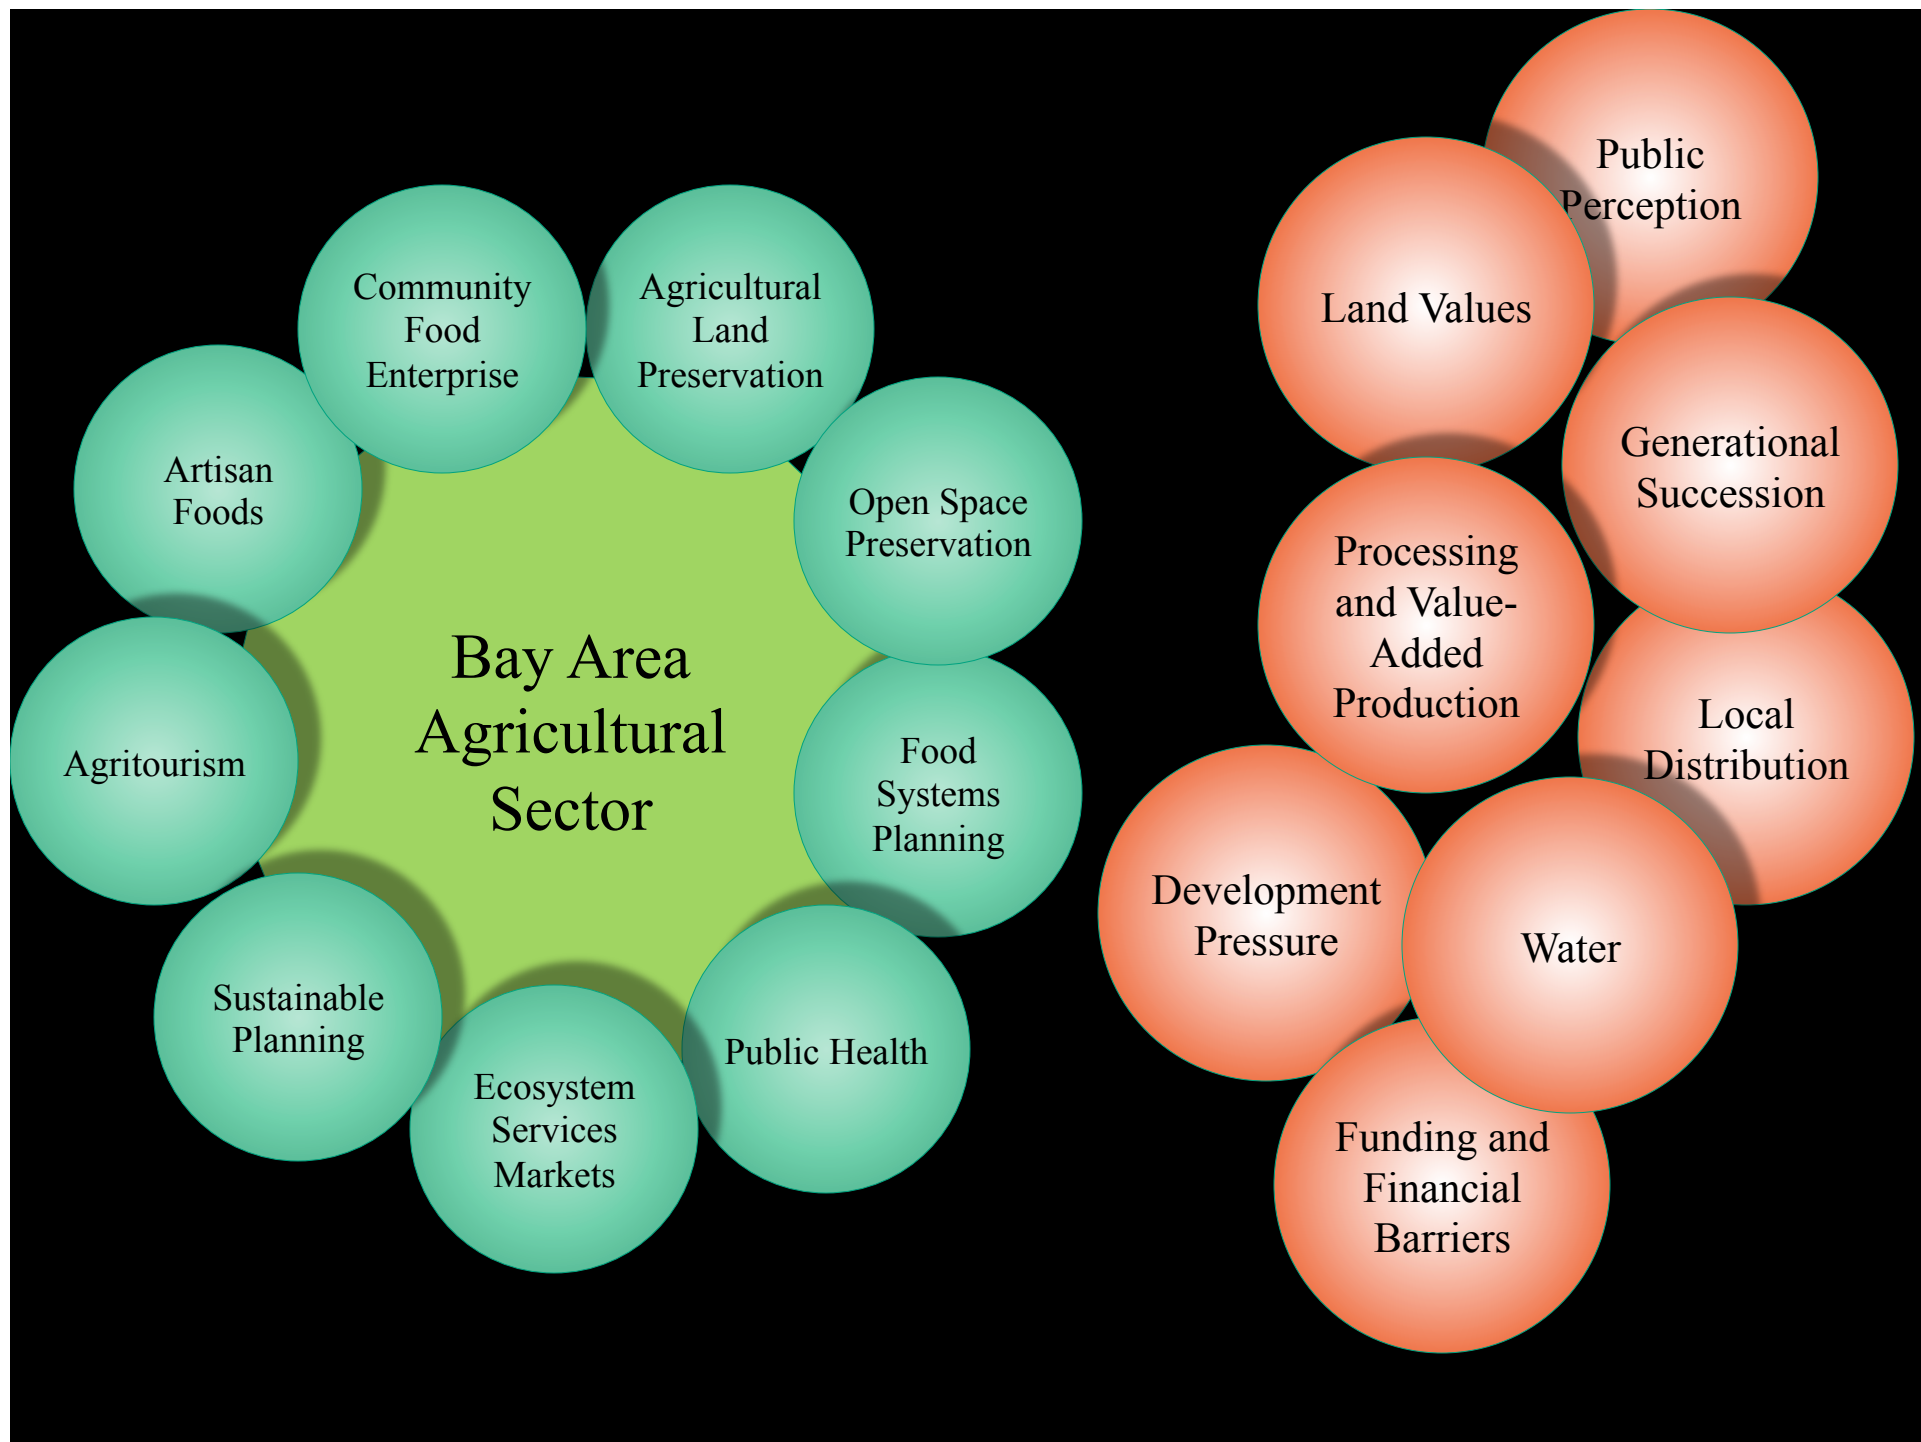 Community
Food
Enterprise
Agricultural
Land
Preservation
Artisan
Foods
Open Space
Preservation
Bay Area
Agricultural
Sector
Agritourism
Food
Systems
Planning
Sustainable
Planning
Ecosystem
Services
Markets
Public Health
Public
Perception
Land Values
Generational
Succession
Processing
and Value-
Added
Production
Local
Distribution
Development
Pressure
Water
Funding and
Financial
Barriers